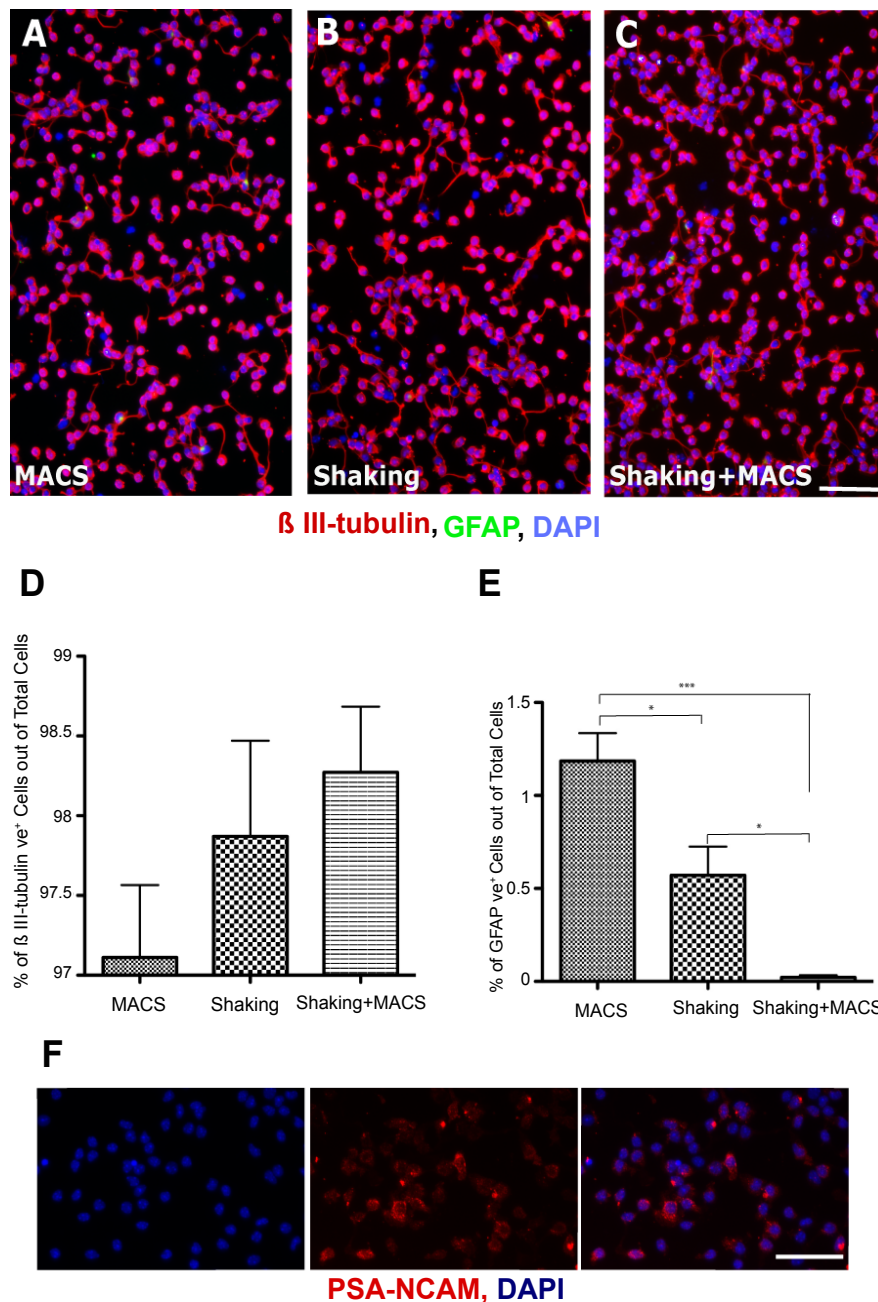 A
B
C
MACS
Shaking
Shaking+MACS
ß III-tubulin, GFAP, DAPI
D
% of ß III-tubulin ve+ Cells out of Total Cells
99
98.5
98
97.5
97
MACS
Shaking
Shaking+MACS
E
% of GFAP ve+ Cells out of Total Cells
1.5
1
0.5
0
***
*
*
MACS
Shaking
Shaking+MACS
F
PSA-NCAM, DAPI